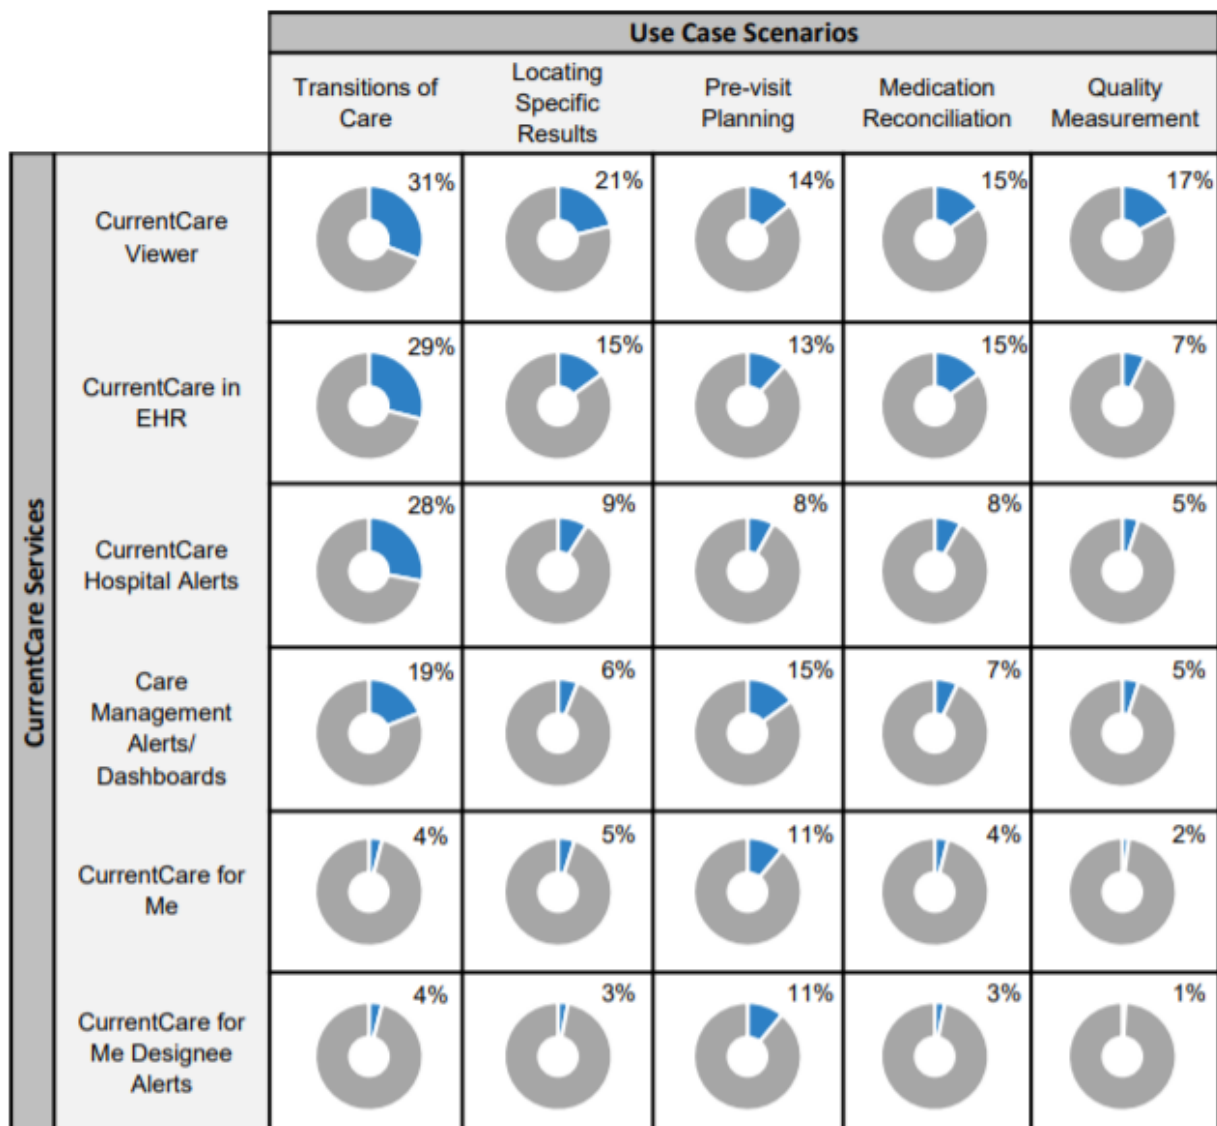 Use Case Scenarios
Transitions of
Care
Locating
Specific
Results
Pre-visit
Planning
Medication
Reconciliation
Quality
Measurement
CurrentCare Services
CurrentCare
Viewer
31%
21%
14%
15%
17%
CurrentCare in
EHR
29%
15%
13%
15%
7%
CurrentCare
Hospital Alerts
28%
9%
8%
8%
5%
Care
Management
Alerts/
Dashboards
19%
6%
15%
7%
5%
CurrentCare for
Me
4%
5%
11%
4%
2%
CurrentCare for
Me Designee
Alerts
4%
3%
11%
3%
1%